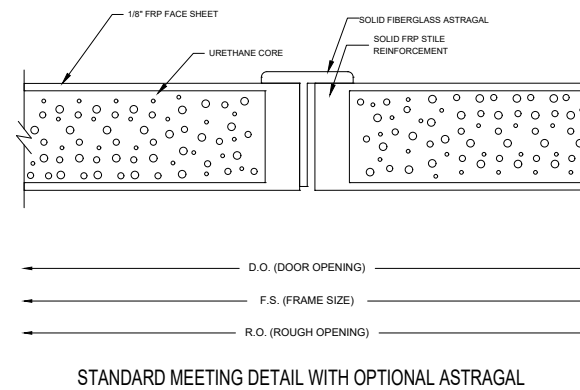 1/8" FRP FACE SHEET
SOLID FIBERGLASS ASTRAGAL
URETHANE CORE
SOLID FRP STILE
REINFORCEMENT
D.O. (DOOR OPENING)
F.S. (FRAME SIZE)
R.O. (ROUGH OPENING)
STANDARD MEETING DETAIL WITH OPTIONAL ASTRAGAL